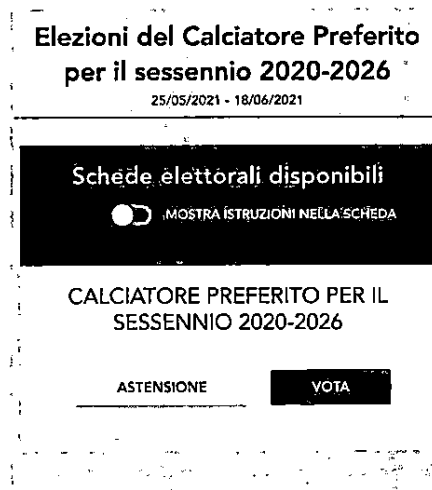 Elezioni del Calciatore Preferito
per il sessennio 2020-2026
25/05/2021 - 18/06/2021
Schede elettorali disponibili
MOSTRA ISTRUZIONI NELLA SCHEDA
CALCIATORE PREFERITO PER IL
SESSENNIO 2020-2026
ASTENSIONE VOTA